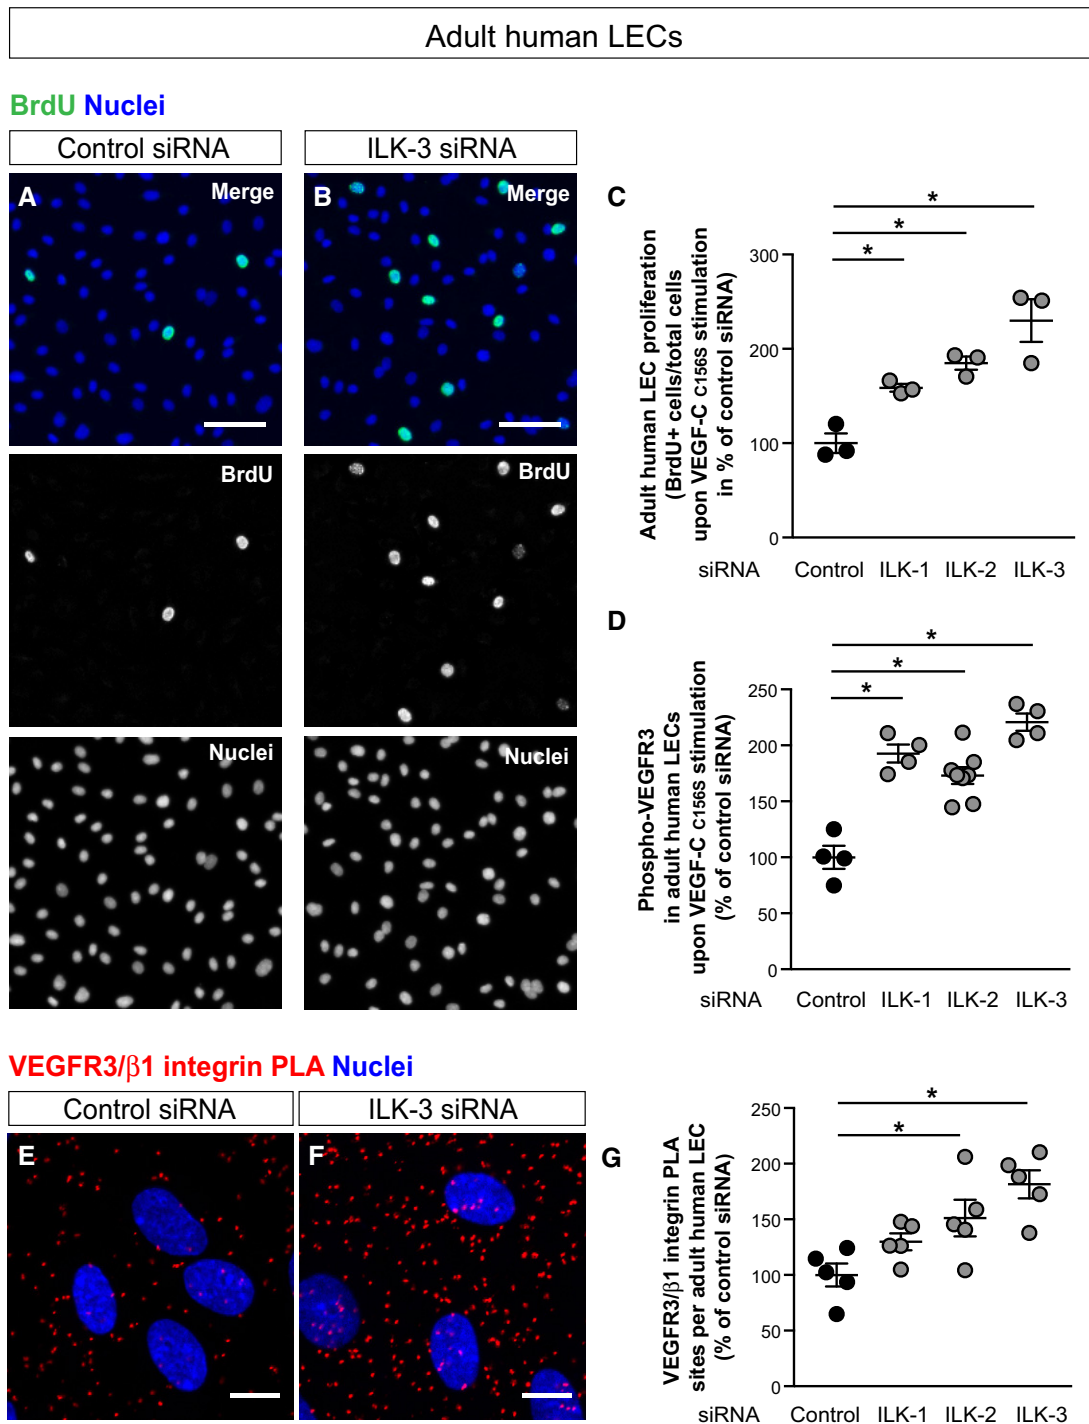 Adult human LECs
BrdU Nuclei
Control siRNA
ILK-3 siRNA
A
Merge
B
Merge
BrdU
BrdU
Nuclei
Nuclei
C
Adult human LEC proliferation
(BrdU+ cells/total cells
upon VEGF-C C156S stimulation
in % of control siRNA)
*
*
*
300
200
100
0
siRNA Control ILK-1 ILK-2 ILK-3
D
Phospho-VEGFR3
in adult human LECs
upon VEGF-C C156S stimulation
(% of control siRNA)
*
*
*
250
200
150
100
50
0
siRNA Control ILK-1 ILK-2 ILK-3
VEGFR3/β1 integrin PLA Nuclei
Control siRNA
ILK-3 siRNA
E
F
G
VEGFR3/β1 integrin PLA
sites per adult human LEC
(% of control siRNA)
*
*
250
200
150
100
50
0
siRNA Control ILK-1 ILK-2 ILK-3